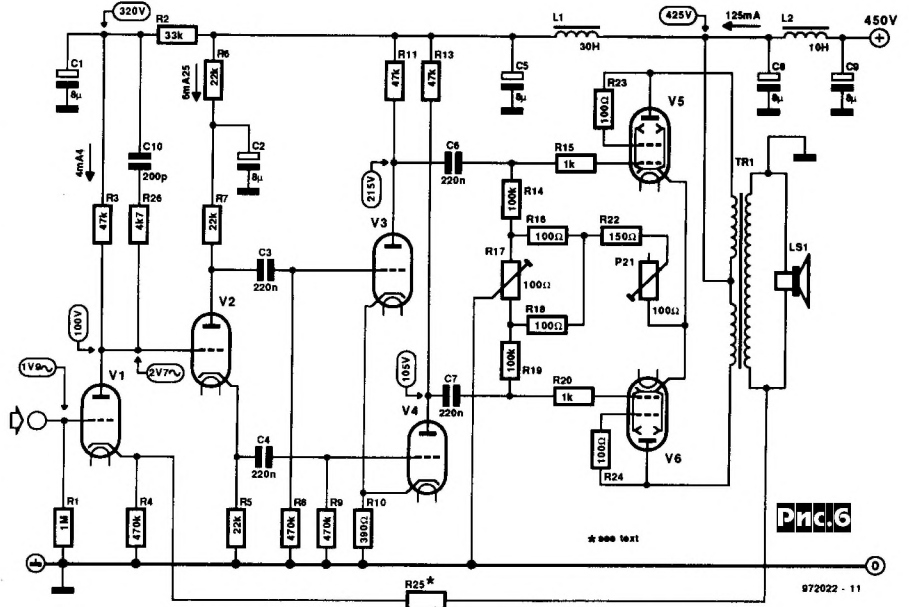 320V
R2
33k
L1
30H
425V
125mA
L2
10H
450V
C1
8μ
R6
22k
6mA25
R11
47k
R13
47k
C5
8μ
R23
100Ω
V5
C8
8μ
C9
8μ
C10
200p
C2
8μ
4mA4
R3
47k
R26
4k7
R7
22k
215V
C6
220n
R15
1k
TR1
R14
100k
V3
R16
100Ω
R22
150Ω
LS1
C3
220n
R17
100Ω
P21
100Ω
V2
100V
R18
100Ω
1V9~
2V7~
V1
105V
C7
220n
R19
100k
R20
1k
V4
C4
220n
V6
R24
100Ω
R1
1M
R4
470k
R5
22k
R8
470k
R9
470k
R10
390Ω
Рис.6
* see text
0
R25*
972022 - 11